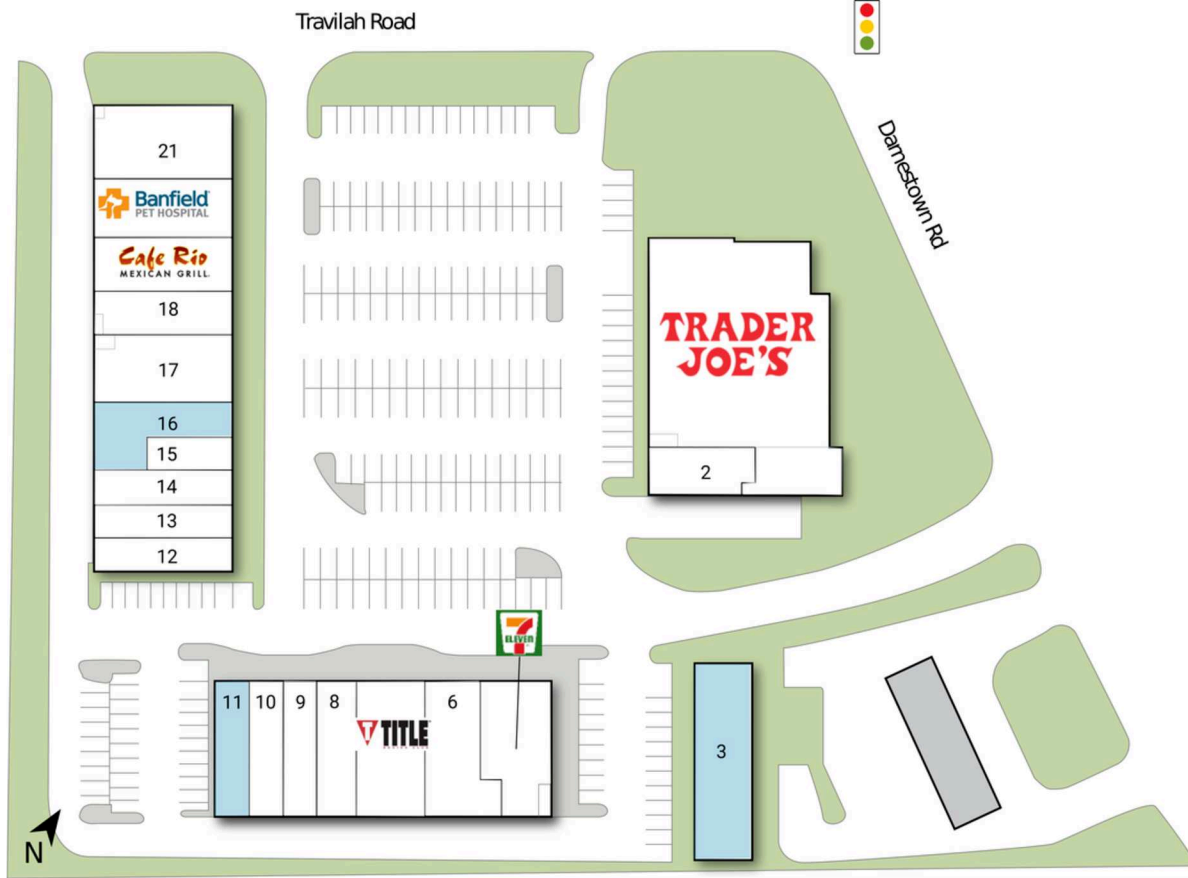 Travilah Road
Darnestown Rd
21
Banfield
PET HOSPITAL
Cafe Rio
MEXICAN GRILL
18
17
16
15
14
13
12
TRADER
JOE'S
2
7
ELEVEN
11
10
9
8
T TITLE
6
3
N